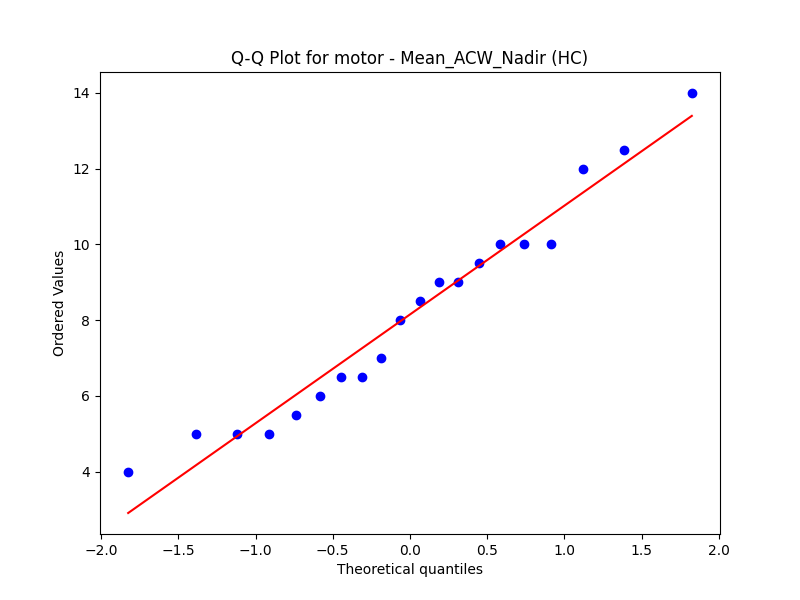 Q-Q Plot for motor - Mean_ACW_Nadir (HC)
Ordered Values
14
12
10
8
6
4
−2.0 −1.5 −1.0 −0.5 0.0 0.5 1.0 1.5 2.0
Theoretical quantiles